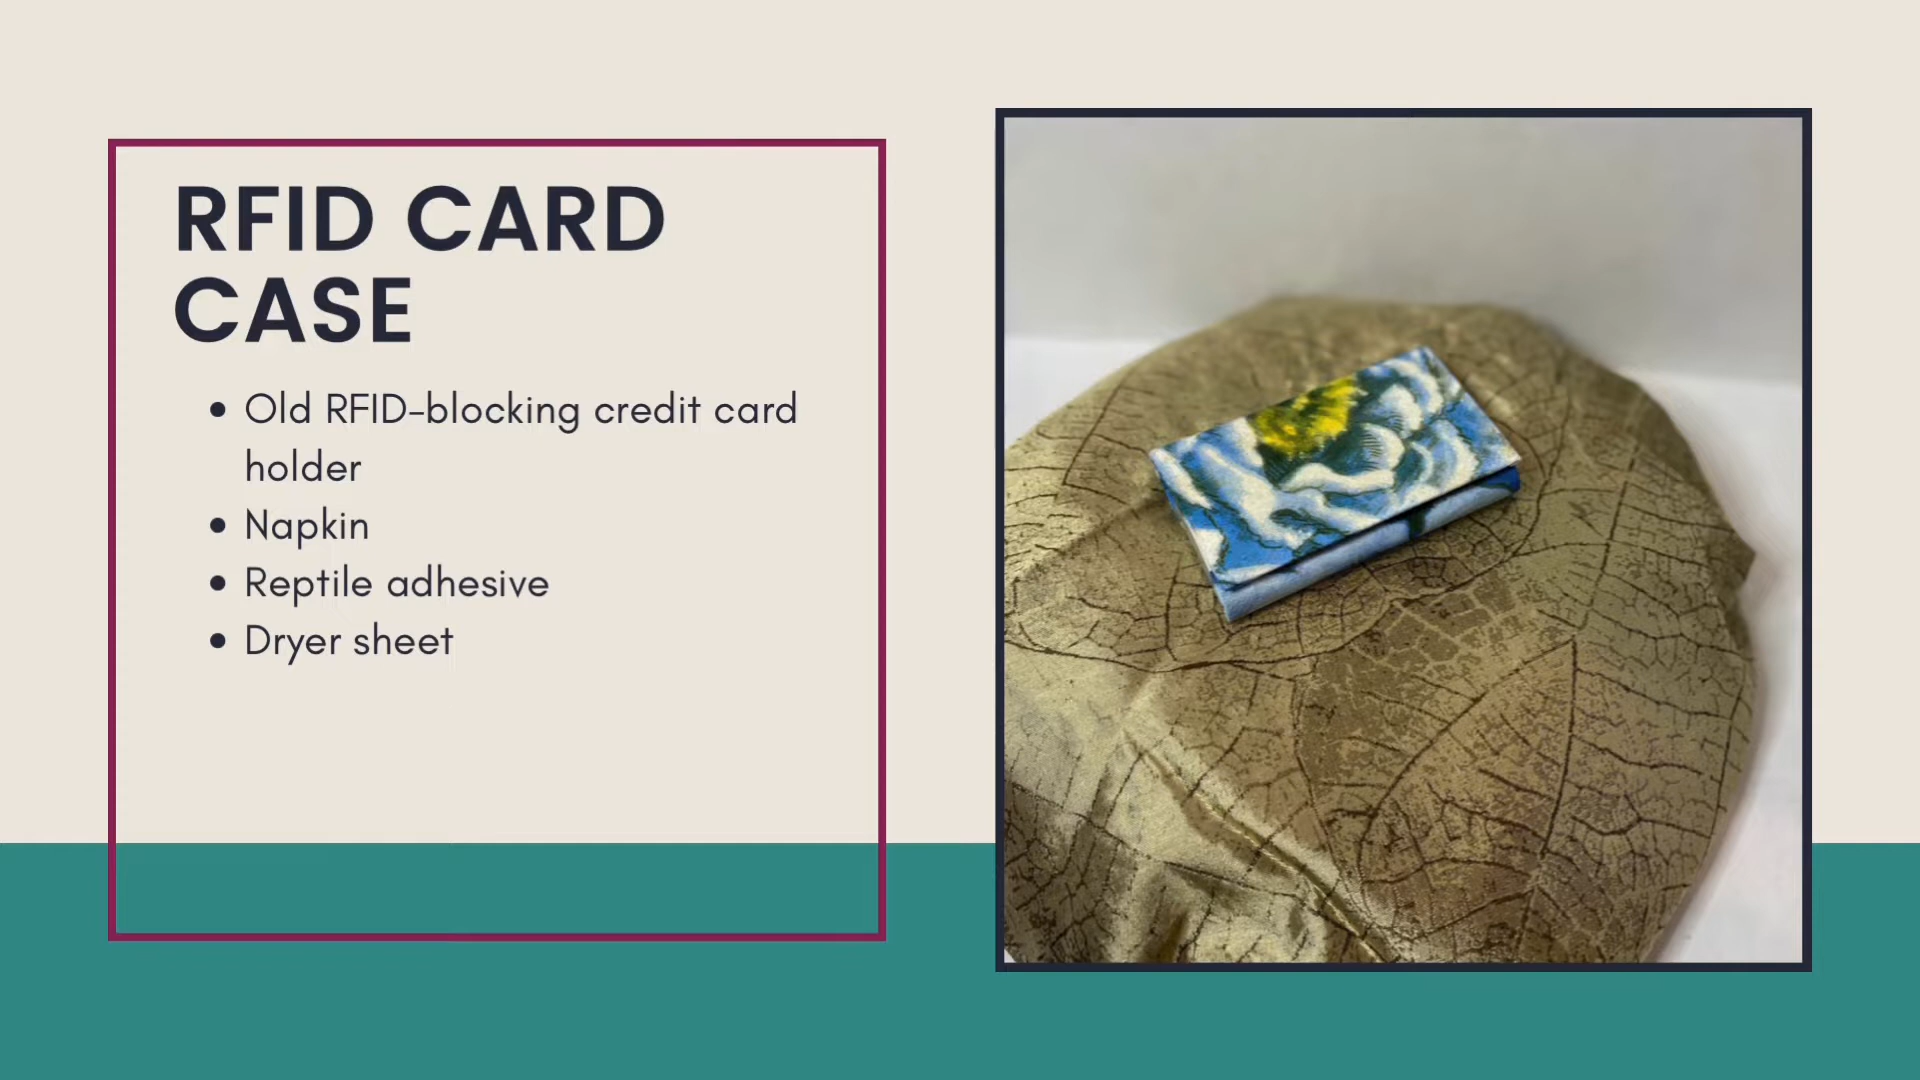 RFID CARD
CASE
• Old RFID-blocking credit card
holder
• Napkin
• Reptile adhesive
• Dryer sheet